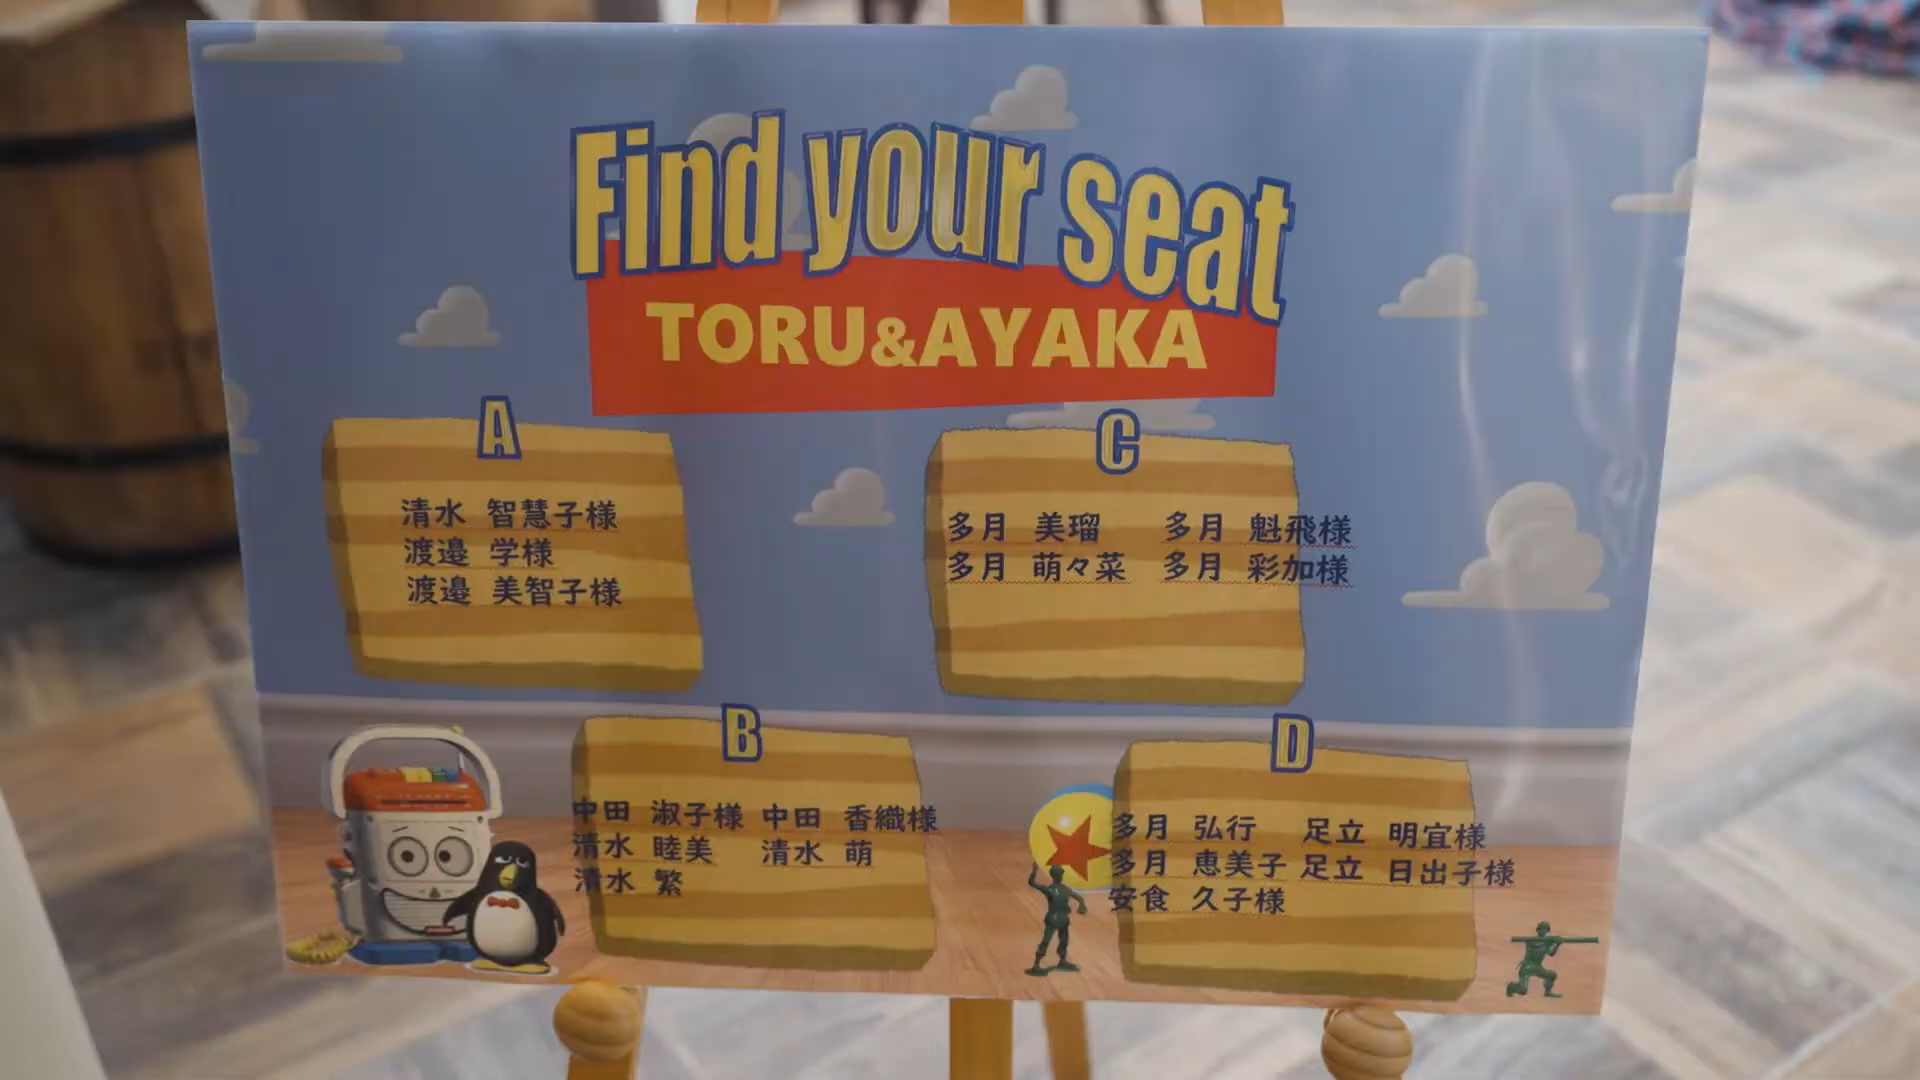 Find your seat
TORU&AYAKA
A
清水 智慧子様
渡邉 学様
渡邉 美智子様
C
多月 美瑠 多月 魁飛様
多月 萌々菜 多月 彩加様
B
中田 淑子様 中田 香織様
清水 睦美 清水 萌
清水 繁
D
多月 弘行 足立 明宜様
多月 恵美子 足立 日出子様
安食 久子様